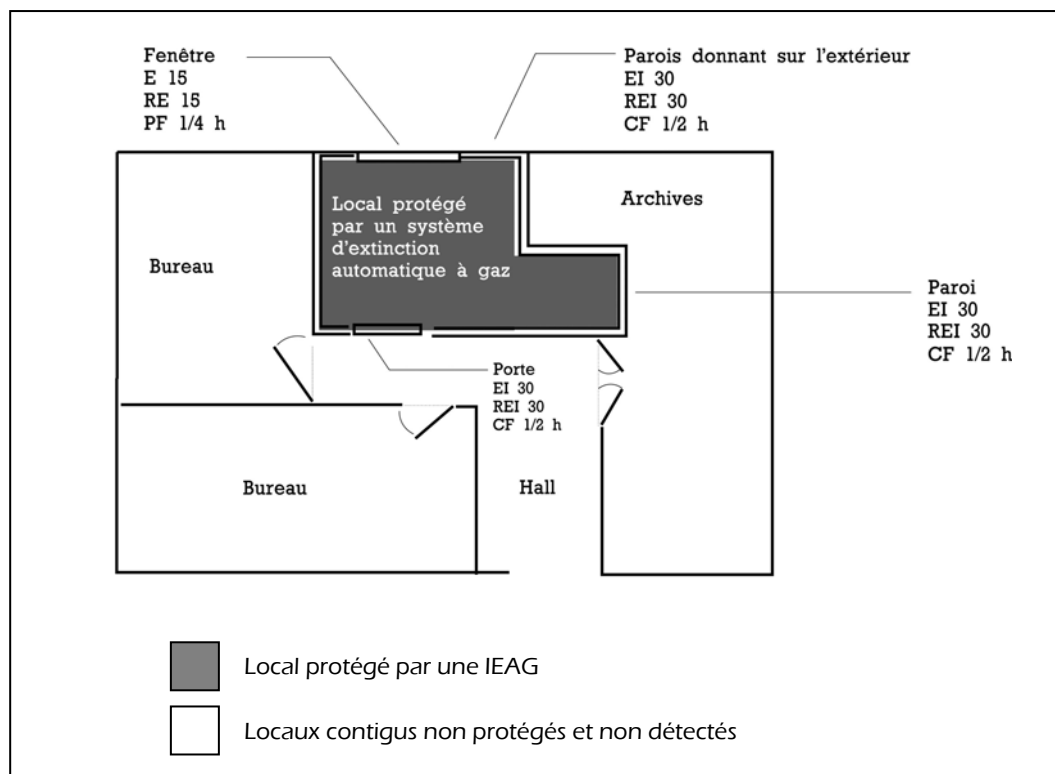 Fenêtre
E 15
RE 15
PF 1/4 h
Parois donnant sur l'extérieur
EI 30
REI 30
CF 1/2 h
Local protégé
par un système
d'extinction
automatique à gaz
Archives
Bureau
Paroi
EI 30
REI 30
CF 1/2 h
Porte
EI 30
REI 30
CF 1/2 h
Bureau
Hall
Local protégé par une IEAG
Locaux contigus non protégés et non détectés